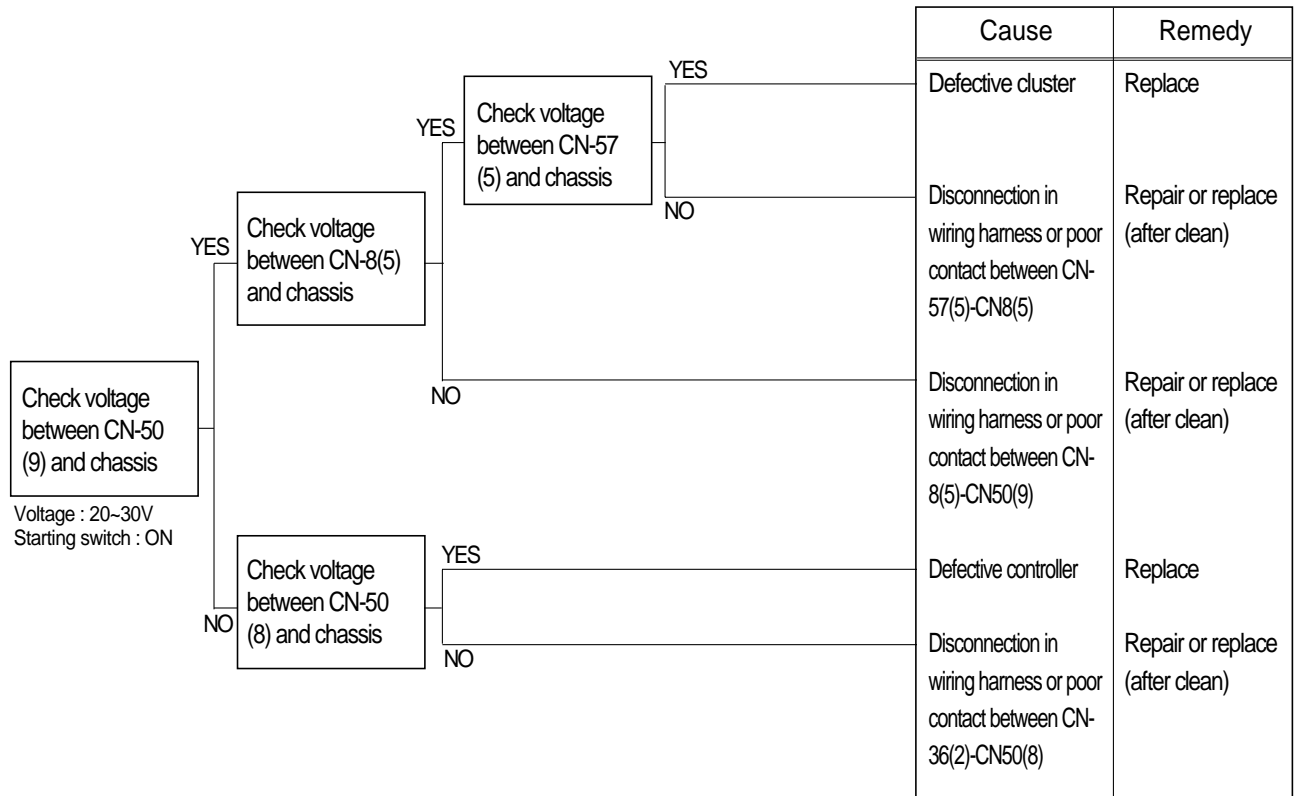 Cause
Remedy
YES
Defective cluster
Replace
Check voltage
between CN-57
(5) and chassis
YES
NO
Disconnection in
wiring harness or poor
contact between CN-
57(5)-CN8(5)
Repair or replace
(after clean)
Check voltage
between CN-8(5)
and chassis
YES
NO
Disconnection in
wiring harness or poor
contact between CN-
8(5)-CN50(9)
Repair or replace
(after clean)
Check voltage
between CN-50
(9) and chassis
Voltage : 20~30V
Starting switch : ON
YES
Defective controller
Replace
Check voltage
between CN-50
(8) and chassis
NO
NO
Disconnection in
wiring harness or poor
contact between CN-
36(2)-CN50(8)
Repair or replace
(after clean)